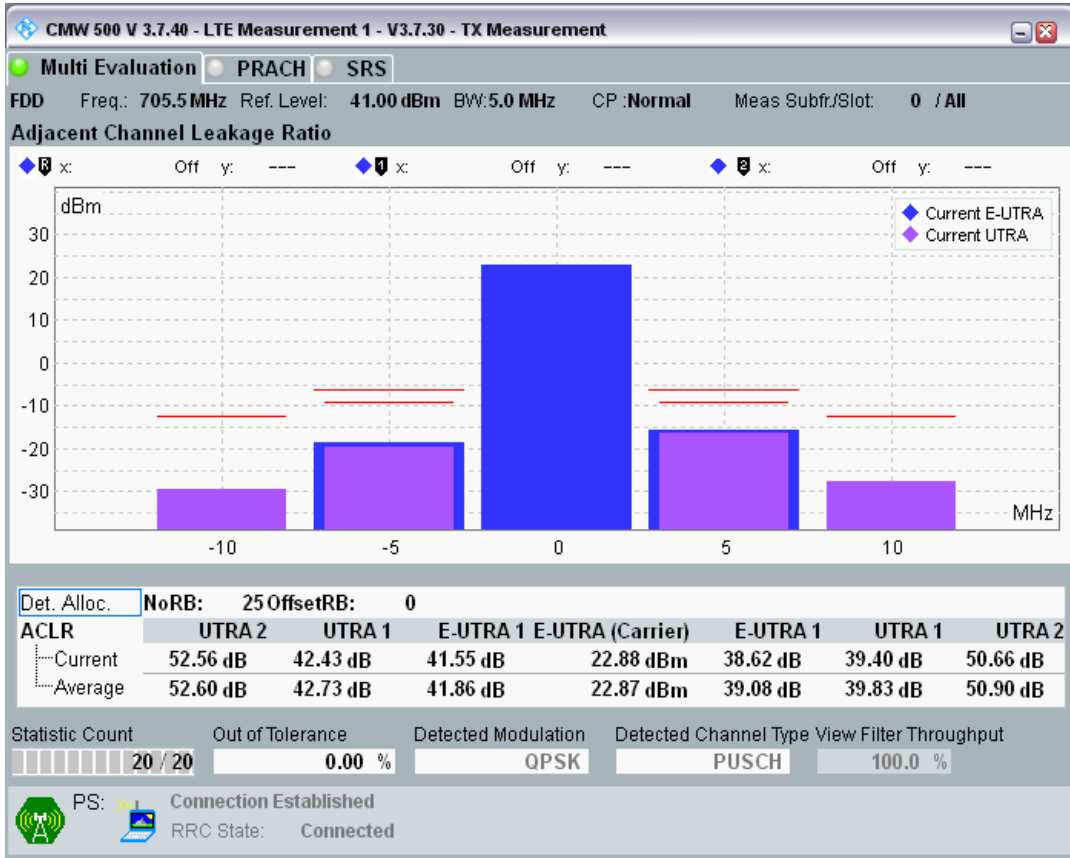 CMW 500 V 3.7.40 - LTE Measurement 1 - V3.7.30 - TX Measurement
Multi Evaluation PRACH SRS
FDD Freq.: 705.5 MHz Ref. Level: 41.00 dBm BW: 5.0 MHz CP : Normal Meas Subfr./Slot: 0 / All
Adjacent Channel Leakage Ratio
R x: Off y: --- 1 x: Off y: --- 2 x: Off y: ---
dBm
Current E-UTRA
Current UTRA
30
20
10
0
-10
-20
-30
MHz
-10 -5 0 5 10
Det. Alloc. NoRB: 25 OffsetRB: 0
ACLR UTRA 2 UTRA 1 E-UTRA 1 E-UTRA (Carrier) E-UTRA 1 UTRA 1 UTRA 2
Current 52.56 dB 42.43 dB 41.55 dB 22.88 dBm 38.62 dB 39.40 dB 50.66 dB
Average 52.60 dB 42.73 dB 41.86 dB 22.87 dBm 39.08 dB 39.83 dB 50.90 dB
Statistic Count Out of Tolerance Detected Modulation Detected Channel Type View Filter Throughput
20 / 20 0.00 % QPSK PUSCH 100.0 %
PS: Connection Established
RRC State: Connected